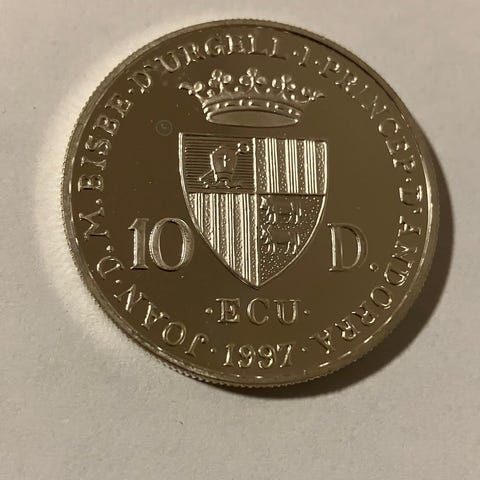 JOAN · D. M. BISBE · D'URGELL · I · PRINCEP · D'ANDORRA
10 D.
· ECU ·
· 1997 ·